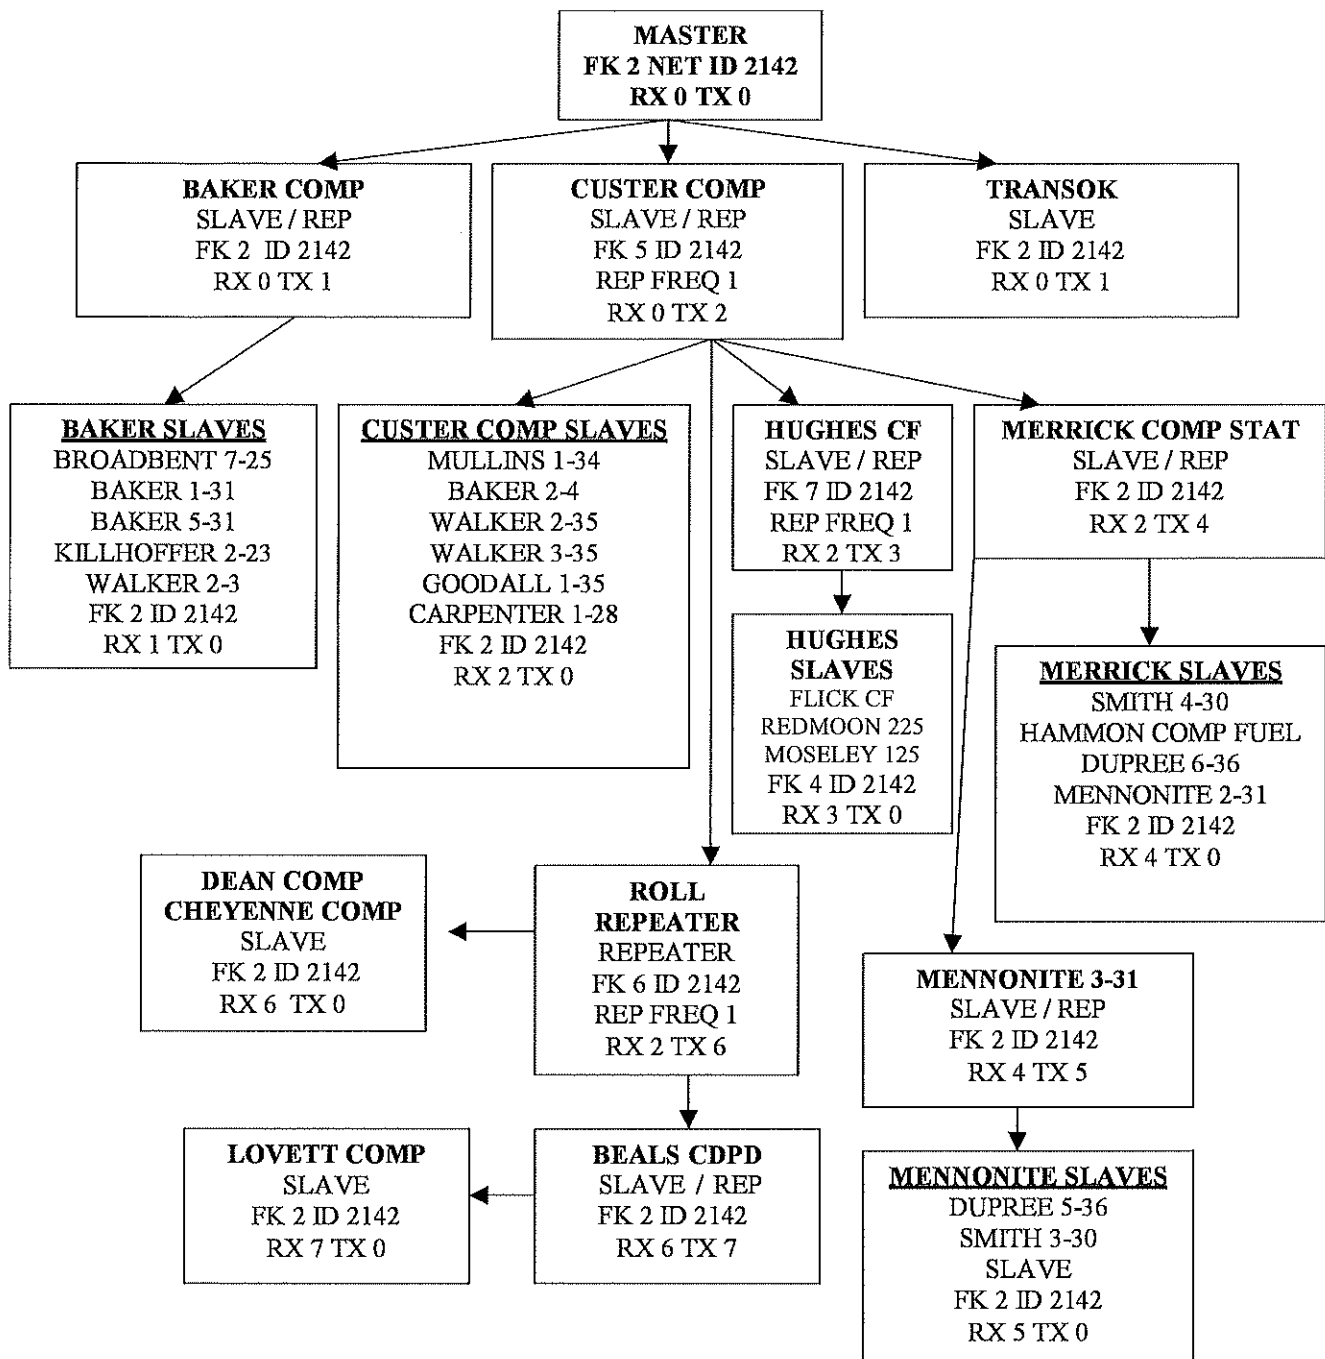 MASTER
FK 2 NET ID 2142
RX 0 TX 0
BAKER COMP
SLAVE / REP
FK 2 ID 2142
RX 0 TX 1
CUSTER COMP
SLAVE / REP
FK 5 ID 2142
REP FREQ 1
RX 0 TX 2
TRANSOK
SLAVE
FK 2 ID 2142
RX 0 TX 1
BAKER SLAVES
BROADBENT 7-25
BAKER 1-31
BAKER 5-31
KILLHOFFER 2-23
WALKER 2-3
FK 2 ID 2142
RX 1 TX 0
CUSTER COMP SLAVES
MULLINS 1-34
BAKER 2-4
WALKER 2-35
WALKER 3-35
GOODALL 1-35
CARPENTER 1-28
FK 2 ID 2142
RX 2 TX 0
HUGHES CF
SLAVE / REP
FK 7 ID 2142
REP FREQ 1
RX 2 TX 3
MERRICK COMP STAT
SLAVE / REP
FK 2 ID 2142
RX 2 TX 4
HUGHES
SLAVES
FLICK CF
REDMOON 225
MOSELEY 125
FK 4 ID 2142
RX 3 TX 0
MERRICK SLAVES
SMITH 4-30
HAMMON COMP FUEL
DUPREE 6-36
MENNONITE 2-31
FK 2 ID 2142
RX 4 TX 0
DEAN COMP
CHEYENNE COMP
SLAVE
FK 2 ID 2142
RX 6 TX 0
ROLL
REPEATER
REPEATER
FK 6 ID 2142
REP FREQ 1
RX 2 TX 6
MENNONITE 3-31
SLAVE / REP
FK 2 ID 2142
RX 4 TX 5
LOVETT COMP
SLAVE
FK 2 ID 2142
RX 7 TX 0
BEALS CDPD
SLAVE / REP
FK 2 ID 2142
RX 6 TX 7
MENNONITE SLAVES
DUPREE 5-36
SMITH 3-30
SLAVE
FK 2 ID 2142
RX 5 TX 0